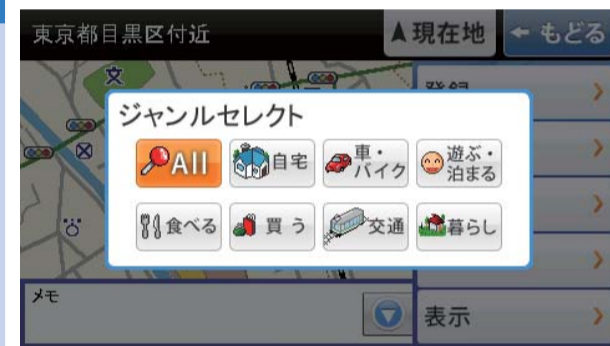 東京都目黒区付近
現在地
もどる
登録
ジャンルセレクト
All
自宅
車・
バイク
遊ぶ・
泊まる
食べる
買う
交通
暮らし
メモ
表示